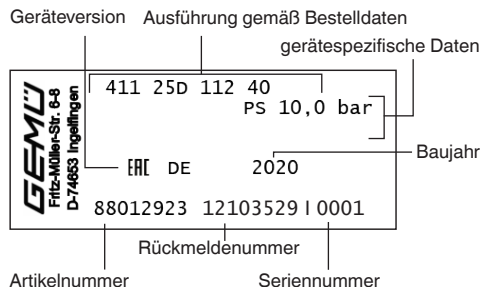 Geräteversion Ausführung gemäß Bestelldaten
gerätespezifische Daten
GEMÜ
Fritz-Müller-Str. 6-8
D-74653 Ingelfingen
411 25D 112 40
PS 10,0 bar
EAC DE 2020
Baujahr
88012923 12103529 I 0001
Rückmeldenummer
Artikelnummer Seriennummer